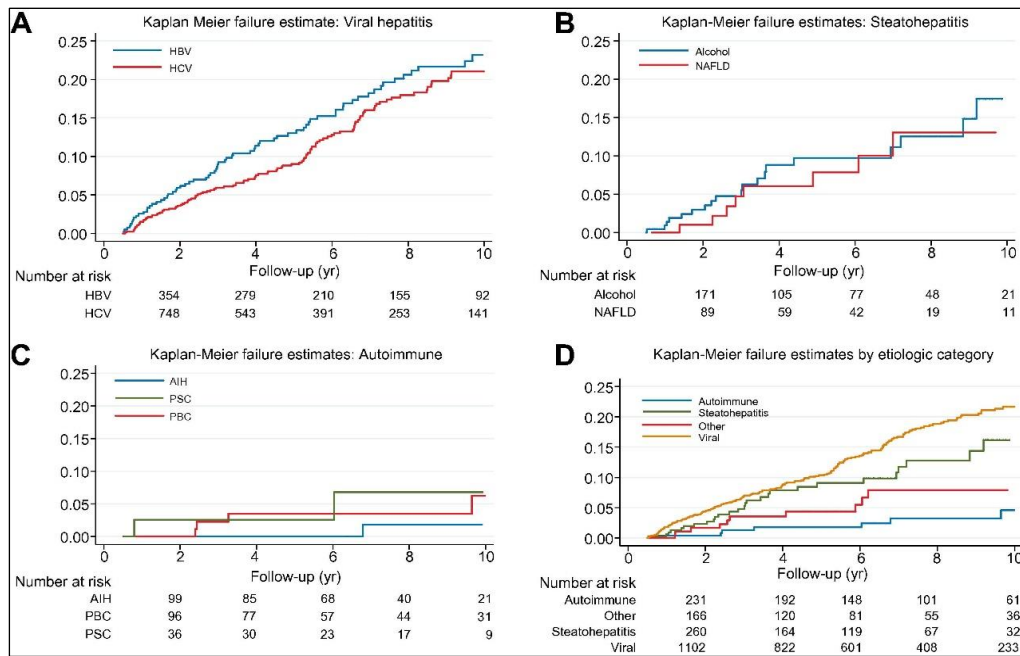 A
Kaplan Meier failure estimate: Viral hepatitis
0.25
0.20
0.15
0.10
0.05
0.00
HBV
HCV
0 2 4 6 8 10
Follow-up (yr)
Number at risk
HBV 354 279 210 155 92
HCV 748 543 391 253 141
B
Kaplan-Meier failure estimates: Steatohepatitis
0.25
0.20
0.15
0.10
0.05
0.00
Alcohol
NAFLD
0 2 4 6 8 10
Follow-up (yr)
Number at risk
Alcohol 171 105 77 48 21
NAFLD 89 59 42 19 11
C
Kaplan-Meier failure estimates: Autoimmune
0.25
0.20
0.15
0.10
0.05
0.00
AIH
PSC
PBC
0 2 4 6 8 10
Follow-up (yr)
Number at risk
AIH 99 85 68 40 21
PBC 96 77 57 44 31
PSC 36 30 23 17 9
D
Kaplan-Meier failure estimates by etiologic category
0.25
0.20
0.15
0.10
0.05
0.00
Autoimmune
Steatohepatitis
Other
Viral
0 2 4 6 8 10
Follow-up (yr)
Number at risk
Autoimmune 231 192 148 101 61
Other 166 120 81 55 36
Steatohepatitis 260 164 119 67 32
Viral 1102 822 601 408 233